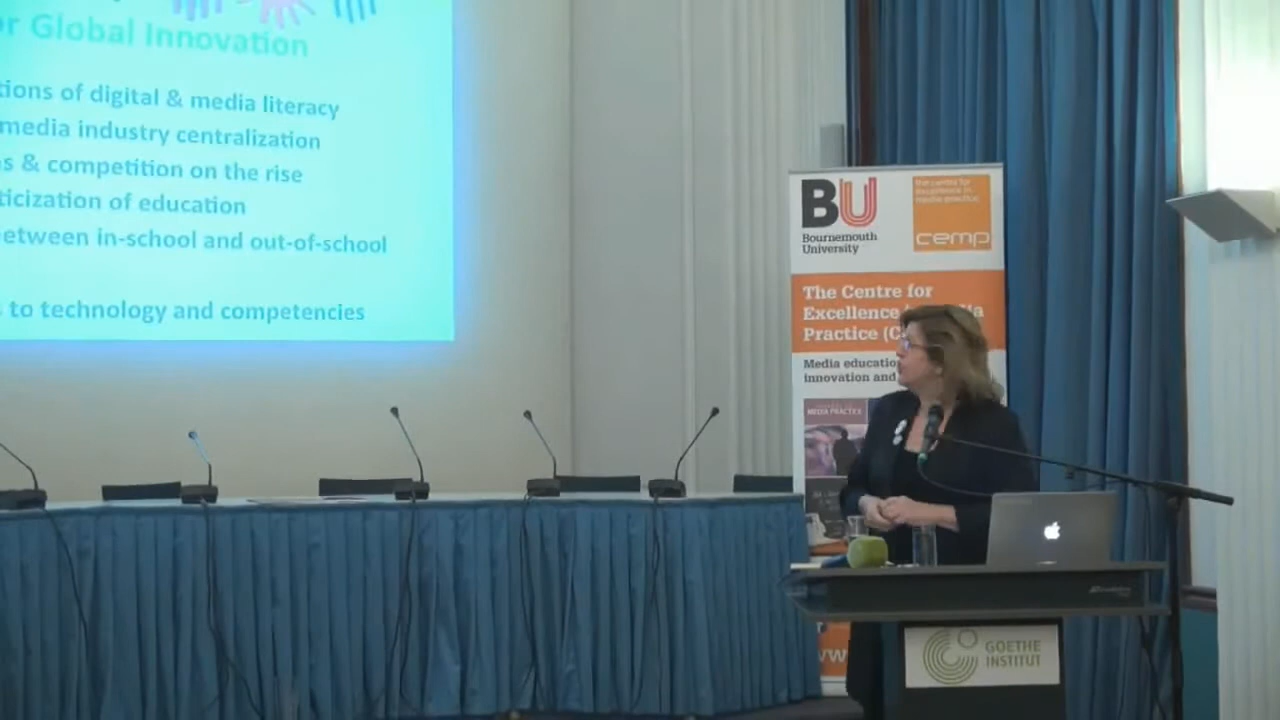 r Global Innovation
tions of digital & media literacy
media industry centralization
s & competition on the rise
ticization of education
etween in-school and out-of-school
s to technology and competencies
BU
Bournemouth
University
the centre for
excellence in
media practice
cemp
The Centre for
Excellence
Practice (C
Media educatio
innovation and
MEDIA PRACTICE
GOETHE
INSTITUT